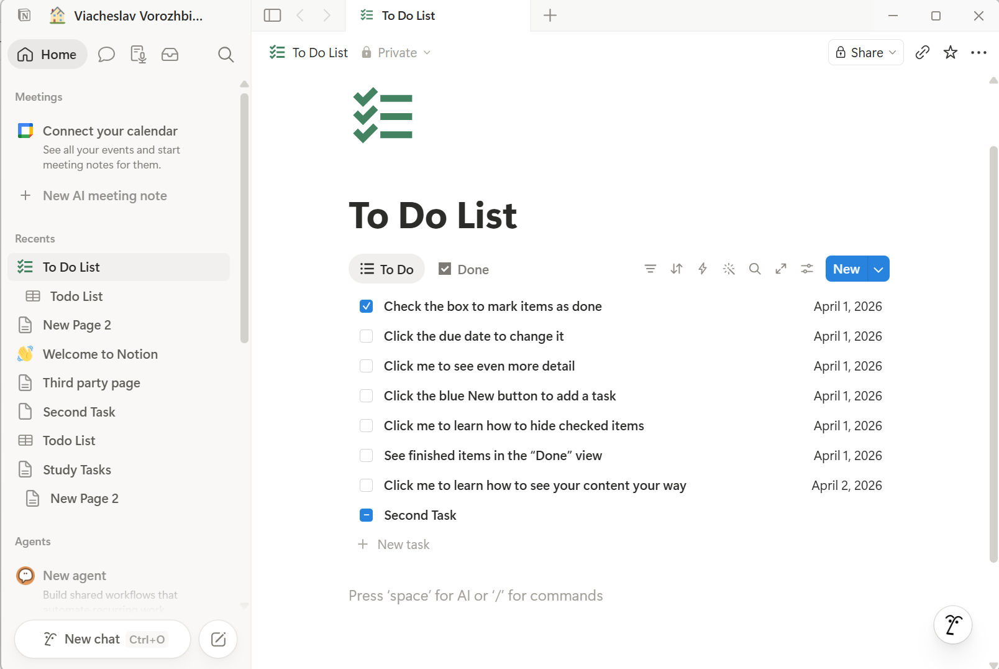 Viacheslav Vorozhbi...
To Do List
Home
To Do List
Private
Share
Meetings
Connect your calendar
See all your events and start
meeting notes for them.
New AI meeting note
Recents
To Do List
Todo List
New Page 2
Welcome to Notion
Third party page
Second Task
Todo List
Study Tasks
New Page 2
Agents
New agent
Build shared workflows that
automate recurring work
New chat Ctrl+O
To Do List
To Do
Done
New
Check the box to mark items as done April 1, 2026
Click the due date to change it April 1, 2026
Click me to see even more detail April 1, 2026
Click the blue New button to add a task April 1, 2026
Click me to learn how to hide checked items April 1, 2026
See finished items in the “Done” view April 1, 2026
Click me to learn how to see your content your way April 2, 2026
Second Task
New task
Press ‘space’ for AI or ‘/’ for commands